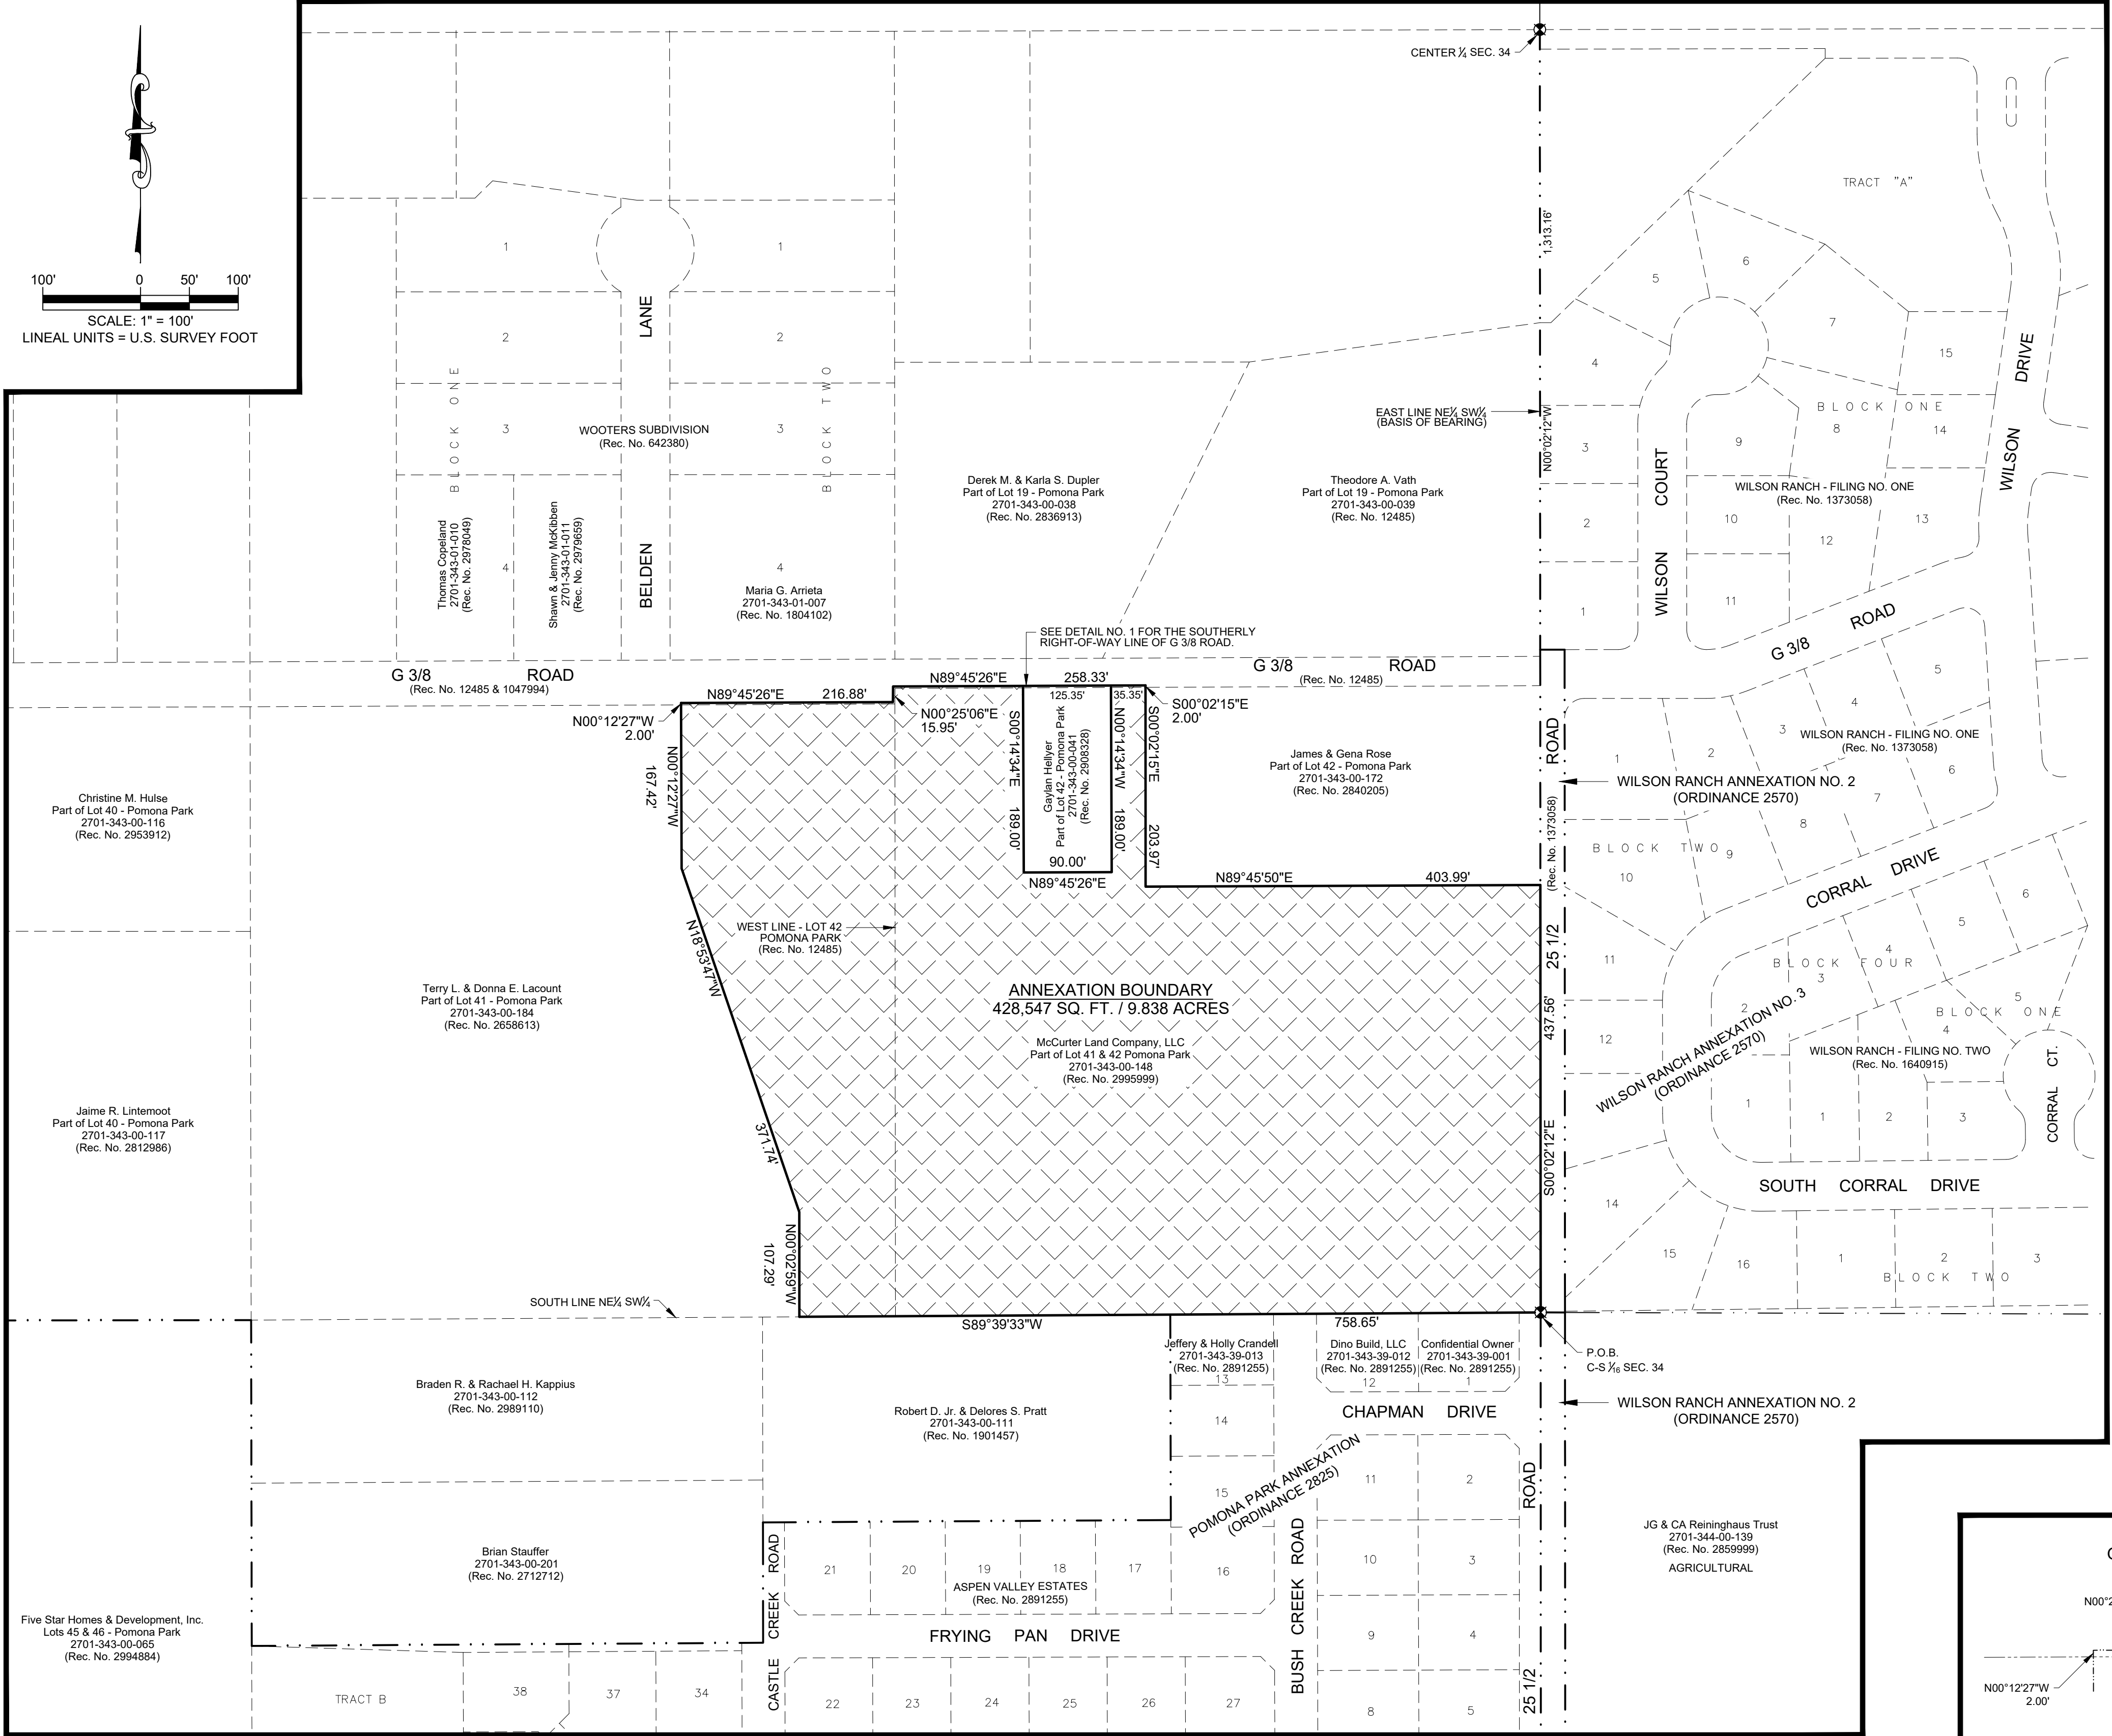 CENTER ¼ SEC. 34
TRACT "A"
1,313.16'
100' 0 50' 100'
SCALE: 1" = 100'
LINEAL UNITS = U.S. SURVEY FOOT
1
2
3
4
BLOCK ONE
LANE
BELDEN
1
2
3
4
BLOCK TWO
WOOTERS SUBDIVISION
(Rec. No. 642380)
Thomas Copeland
2701-343-01-010
(Rec. No. 2978049)
Shawn & Jenny McKibben
2701-343-01-011
(Rec. No. 2979659)
Maria G. Arrieta
2701-343-01-007
(Rec. No. 1804102)
Derek M. & Karla S. Dupler
Part of Lot 19 - Pomona Park
2701-343-00-038
(Rec. No. 2836913)
Theodore A. Vath
Part of Lot 19 - Pomona Park
2701-343-00-039
(Rec. No. 12485)
EAST LINE NE¼ SW¼
(BASIS OF BEARING)
N00°02'12"W
5
6
7
15
4
3
2
1
9
10
11
8
14
12
13
BLOCK ONE
WILSON COURT
WILSON DRIVE
WILSON RANCH - FILING NO. ONE
(Rec. No. 1373058)
G 3/8 ROAD
SEE DETAIL NO. 1 FOR THE SOUTHERLY
RIGHT-OF-WAY LINE OF G 3/8 ROAD.
G 3/8 ROAD
(Rec. No. 12485 & 1047994)
G 3/8 ROAD
(Rec. No. 12485)
N89°45'26"E 216.88'
N89°45'26"E 258.33'
125.35'
35.35'
N00°12'27"W
2.00'
N00°25'06"E
15.95'
S00°02'15"E
2.00'
N00°12'27"W
167.42'
S00°14'34"E 189.00'
Gaylan Hellyer
Part of Lot 42 - Pomona Park
2701-343-00-041
(Rec. No. 2908328)
N00°14'34"W 189.00'
S00°02'15"E 203.97'
90.00'
N89°45'26"E
James & Gena Rose
Part of Lot 42 - Pomona Park
2701-343-00-172
(Rec. No. 2840205)
N89°45'50"E 403.99'
Christine M. Hulse
Part of Lot 40 - Pomona Park
2701-343-00-116
(Rec. No. 2953912)
WEST LINE - LOT 42
POMONA PARK
(Rec. No. 12485)
N18°53'47"W
371.74'
Terry L. & Donna E. Lacount
Part of Lot 41 - Pomona Park
2701-343-00-184
(Rec. No. 2658613)
ANNEXATION BOUNDARY
428,547 SQ. FT. / 9.838 ACRES
McCurter Land Company, LLC
Part of Lot 41 & 42 Pomona Park
2701-343-00-148
(Rec. No. 2995999)
Jaime R. Lintemoot
Part of Lot 40 - Pomona Park
2701-343-00-117
(Rec. No. 2812986)
N00°02'59"W
107.29'
ROAD
(Rec. No. 1373058)
25 1/2
437.56'
S00°02'12"E
1
2
3
4
5
6
7
8
9
10
11
12
14
15
16
BLOCK TWO
WILSON RANCH - FILING NO. ONE
(Rec. No. 1373058)
WILSON RANCH ANNEXATION NO. 2
(ORDINANCE 2570)
CORRAL DRIVE
BLOCK FOUR
1
2
3
4
5
6
WILSON RANCH ANNEXATION NO. 3
(ORDINANCE 2570)
BLOCK ONE
1
2
3
4
5
WILSON RANCH - FILING NO. TWO
(Rec. No. 1640915)
CORRAL CT.
SOUTH CORRAL DRIVE
1
2
3
BLOCK TWO
SOUTH LINE NE¼ SW¼
S89°39'33"W 758.65'
P.O.B.
C-S 1/16 SEC. 34
WILSON RANCH ANNEXATION NO. 2
(ORDINANCE 2570)
Braden R. & Rachael H. Kappius
2701-343-00-112
(Rec. No. 2989110)
Robert D. Jr. & Delores S. Pratt
2701-343-00-111
(Rec. No. 1901457)
Jeffery & Holly Crandell
2701-343-39-013
(Rec. No. 2891255)
13
Dino Build, LLC
2701-343-39-012
(Rec. No. 2891255)
12
Confidential Owner
2701-343-39-001
(Rec. No. 2891255)
1
CHAPMAN DRIVE
14
15
16
POMONA PARK ANNEXATION
(ORDINANCE 2825)
11
2
10
3
9
4
8
5
ROAD
25 1/2
BUSH CREEK ROAD
JG & CA Reininghaus Trust
2701-344-00-139
(Rec. No. 2859999)
AGRICULTURAL
Brian Stauffer
2701-343-00-201
(Rec. No. 2712712)
CASTLE CREEK ROAD
21
20
19
18
17
ASPEN VALLEY ESTATES
(Rec. No. 2891255)
FRYING PAN DRIVE
22
23
24
25
26
27
Five Star Homes & Development, Inc.
Lots 45 & 46 - Pomona Park
2701-343-00-065
(Rec. No. 2994884)
TRACT B
38
37
34
N00°12'27"W
2.00'